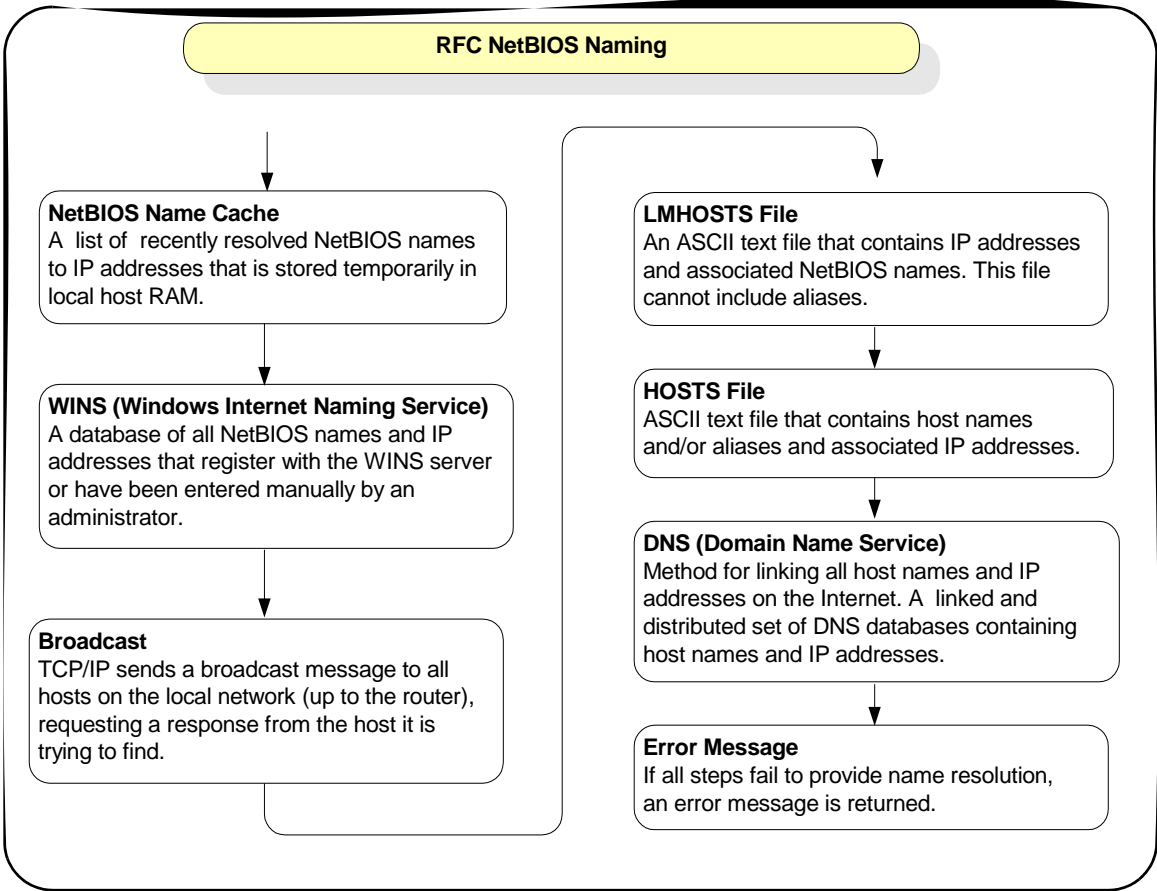 RFC NetBIOS Naming
NetBIOS Name Cache
A list of recently resolved NetBIOS names
to IP addresses that is stored temporarily in
local host RAM.
WINS (Windows Internet Naming Service)
A database of all NetBIOS names and IP
addresses that register with the WINS server
or have been entered manually by an
administrator.
Broadcast
TCP/IP sends a broadcast message to all
hosts on the local network (up to the router),
requesting a response from the host it is
trying to find.
LMHOSTS File
An ASCII text file that contains IP addresses
and associated NetBIOS names. This file
cannot include aliases.
HOSTS File
ASCII text file that contains host names
and/or aliases and associated IP addresses.
DNS (Domain Name Service)
Method for linking all host names and IP
addresses on the Internet. A linked and
distributed set of DNS databases containing
host names and IP addresses.
Error Message
If all steps fail to provide name resolution,
an error message is returned.